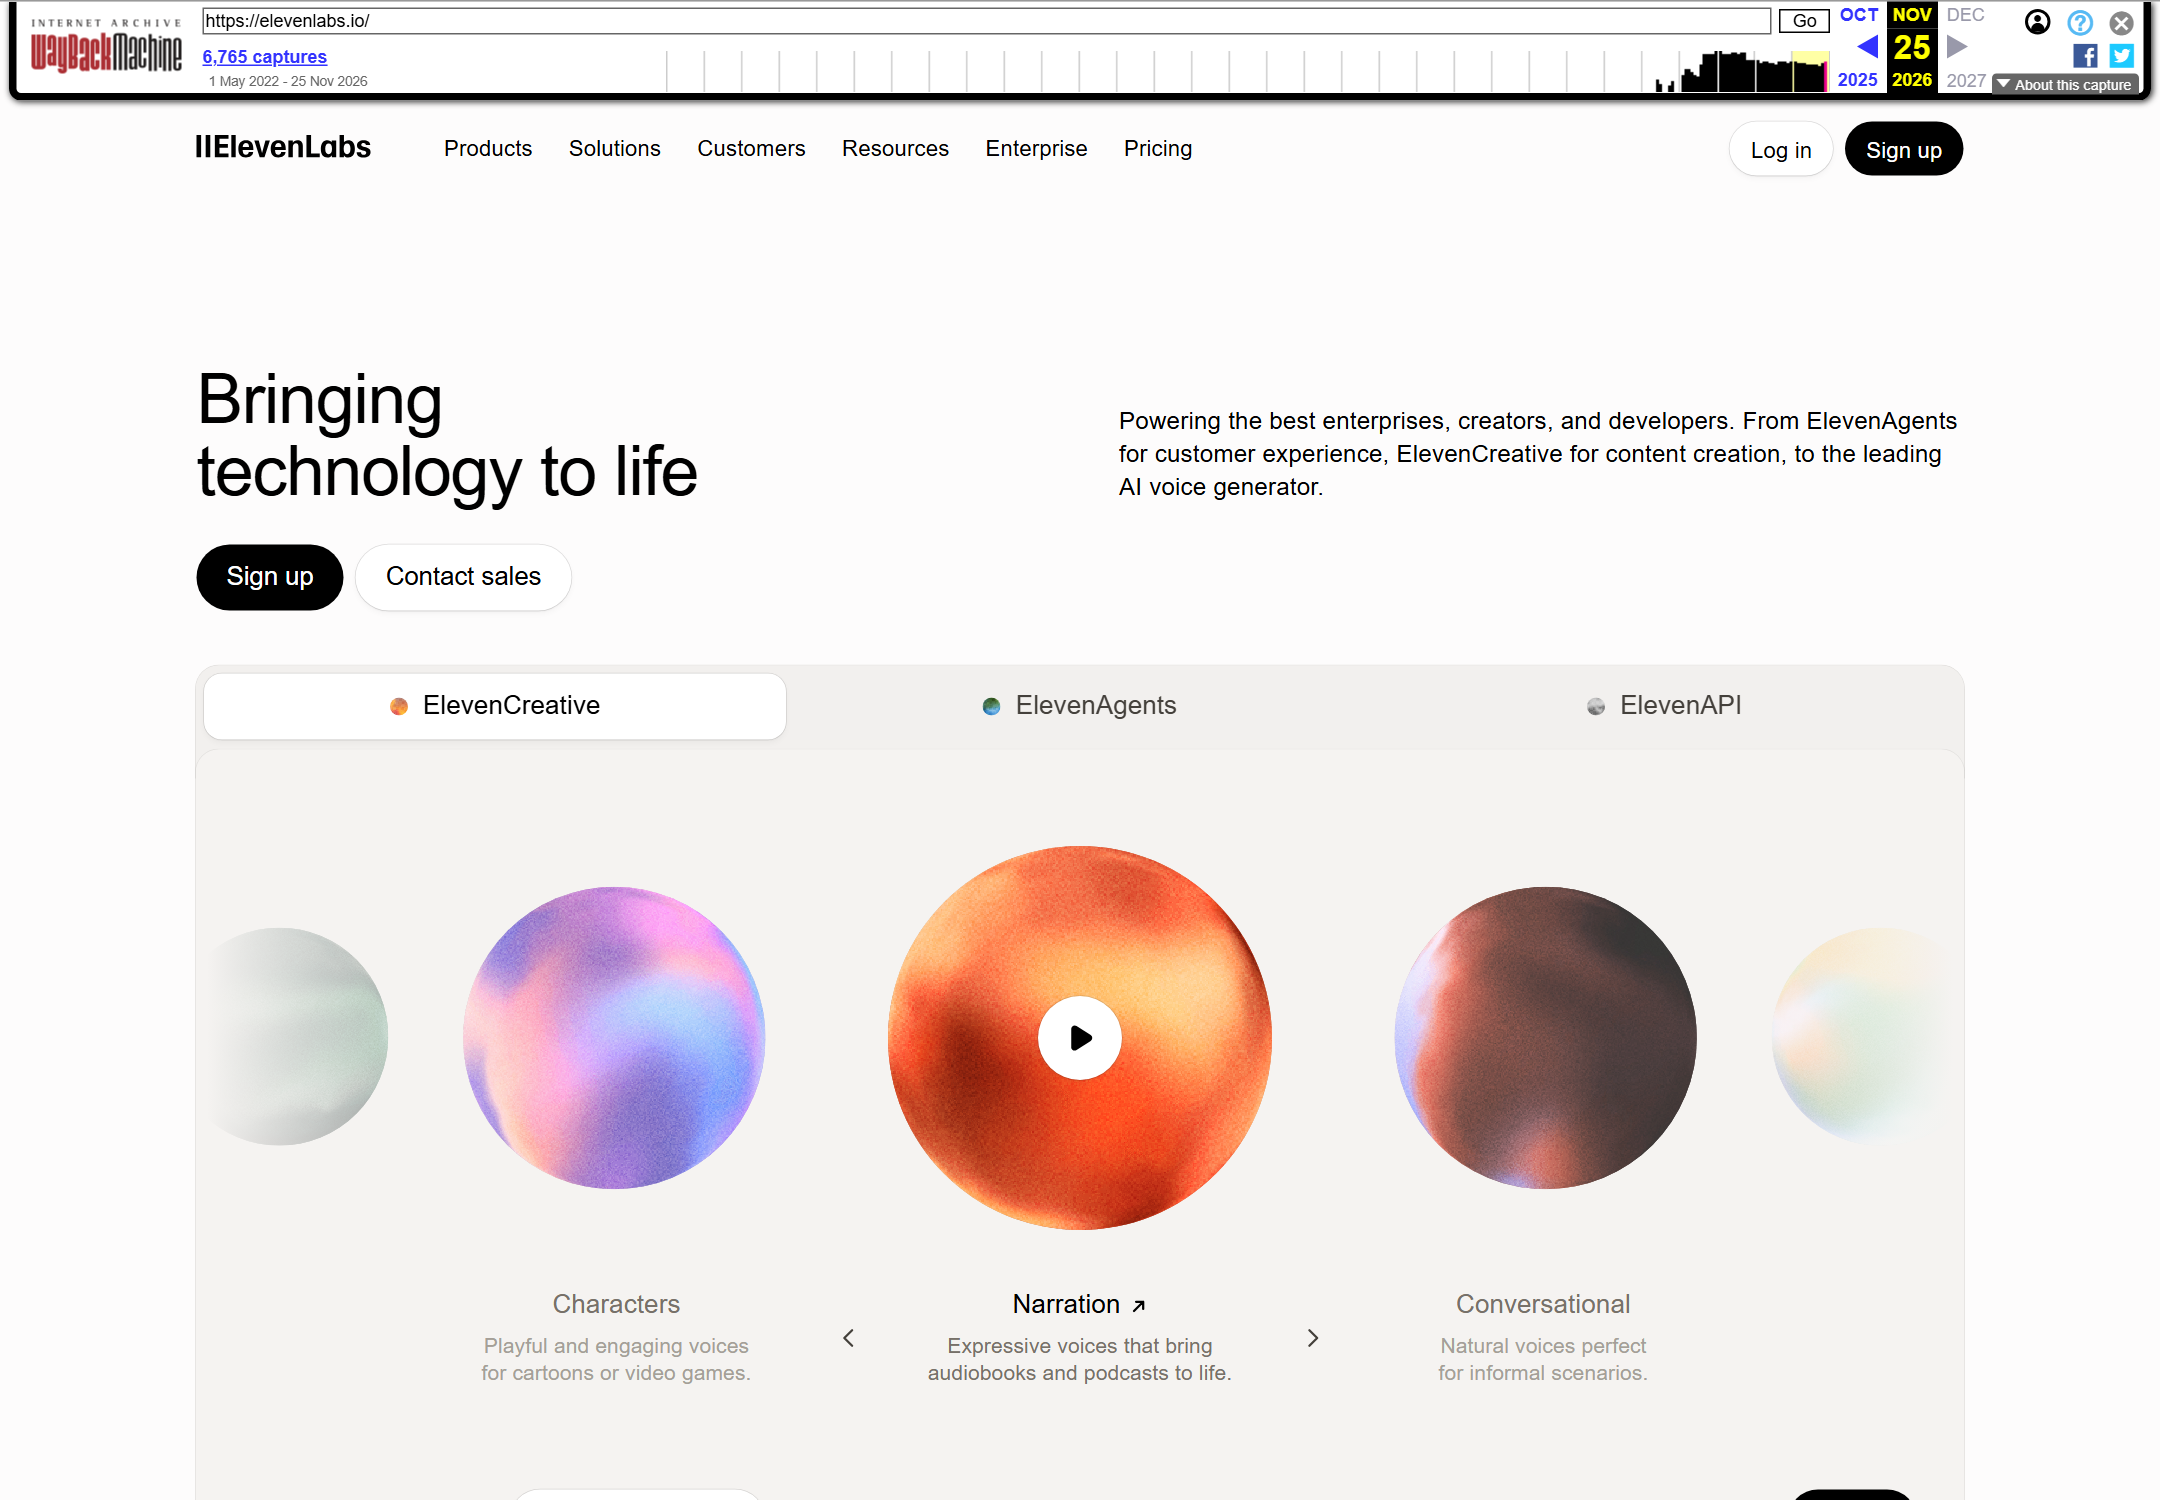 INTERNET ARCHIVE
WayBackMachine
https://elevenlabs.io/
Go
6,765 captures
1 May 2022 - 25 Nov 2026
OCT
NOV
DEC
25
2025
2026
2027
?
f
About this capture
IIElevenLabs
Products
Solutions
Customers
Resources
Enterprise
Pricing
Log in
Sign up
Bringing
technology to life
Powering the best enterprises, creators, and developers. From ElevenAgents
for customer experience, ElevenCreative for content creation, to the leading
AI voice generator.
Sign up
Contact sales
ElevenCreative
ElevenAgents
ElevenAPI
Characters
Playful and engaging voices
for cartoons or video games.
Narration
Expressive voices that bring
audiobooks and podcasts to life.
Conversational
Natural voices perfect
for informal scenarios.